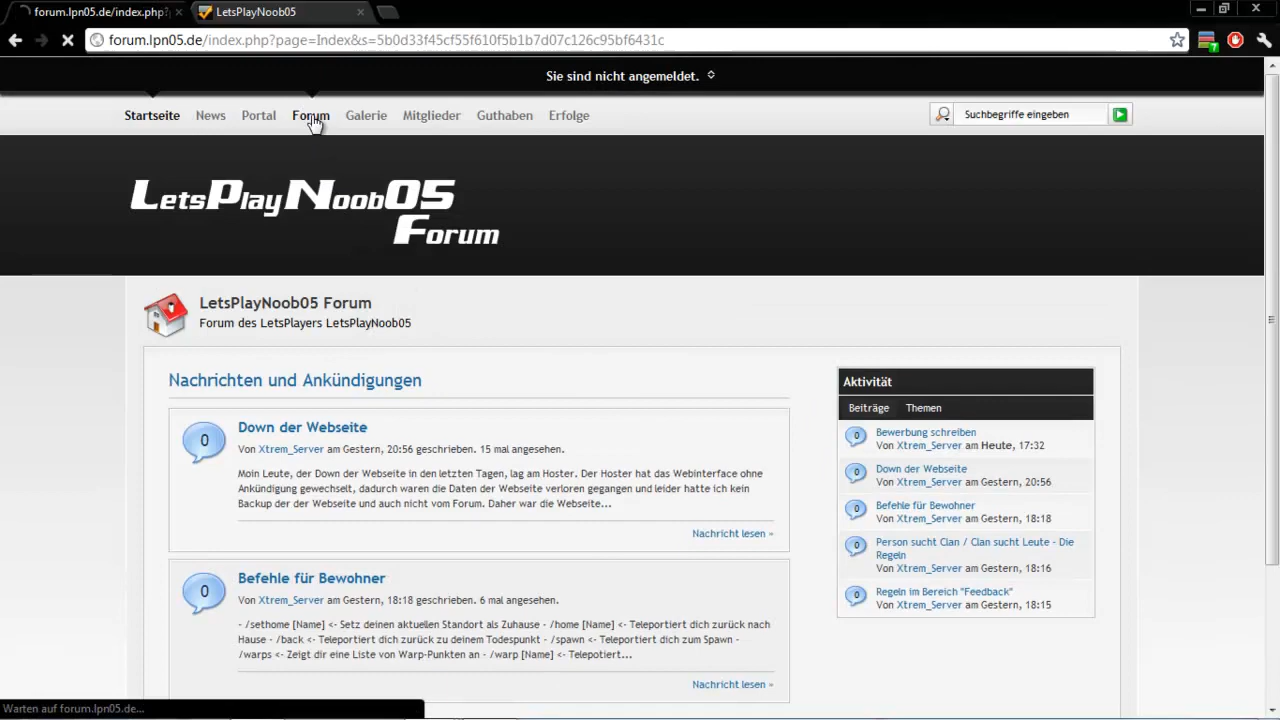 forum.lpn05.de/index.php?
LetsPlayNoob05
forum.lpn05.de/index.php?page=Index&s=5b0d33f45cf55f610f5b1b7d07c126c95bf6431c
7
Sie sind nicht angemeldet.
Startseite News Portal Forum Galerie Mitglieder Guthaben Erfolge
Suchbegriffe eingeben
LetsPlayNoob05
Forum
LetsPlayNoob05 Forum
Forum des LetsPlayers LetsPlayNoob05
Nachrichten und Ankündigungen
0
Down der Webseite
Von Xtrem_Server am Gestern, 20:56 geschrieben. 15 mal angesehen.
Moin Leute, der Down der Webseite in den letzten Tagen, lag am Hoster. Der Hoster hat das Webinterface ohne
Ankündigung gewechselt, dadurch waren die Daten der Webseite verloren gegangen und leider hatte ich kein
Backup der der Webseite und auch nicht vom Forum. Daher war die Webseite...
Nachricht lesen »
0
Befehle für Bewohner
Von Xtrem_Server am Gestern, 18:18 geschrieben. 6 mal angesehen.
- /sethome [Name] <- Setz deinen aktuellen Standort als Zuhause - /home [Name] <- Teleportiert dich zurück nach
Hause - /back <- Teleportiert dich zurück zu deinem Todespunkt - /spawn <- Teleportiert dich zum Spawn -
/warps <- Zeigt dir eine Liste von Warp-Punkten an - /warp [Name] <- Telepotiert...
Nachricht lesen »
Aktivität
Beiträge Themen
0
Bewerbung schreiben
Von Xtrem_Server am Heute, 17:32
0
Down der Webseite
Von Xtrem_Server am Gestern, 20:56
0
Befehle für Bewohner
Von Xtrem_Server am Gestern, 18:18
0
Person sucht Clan / Clan sucht Leute - Die
Regeln
Von Xtrem_Server am Gestern, 18:16
0
Regeln im Bereich "Feedback"
Von Xtrem_Server am Gestern, 18:15
Warten auf forum.lpn05.de...